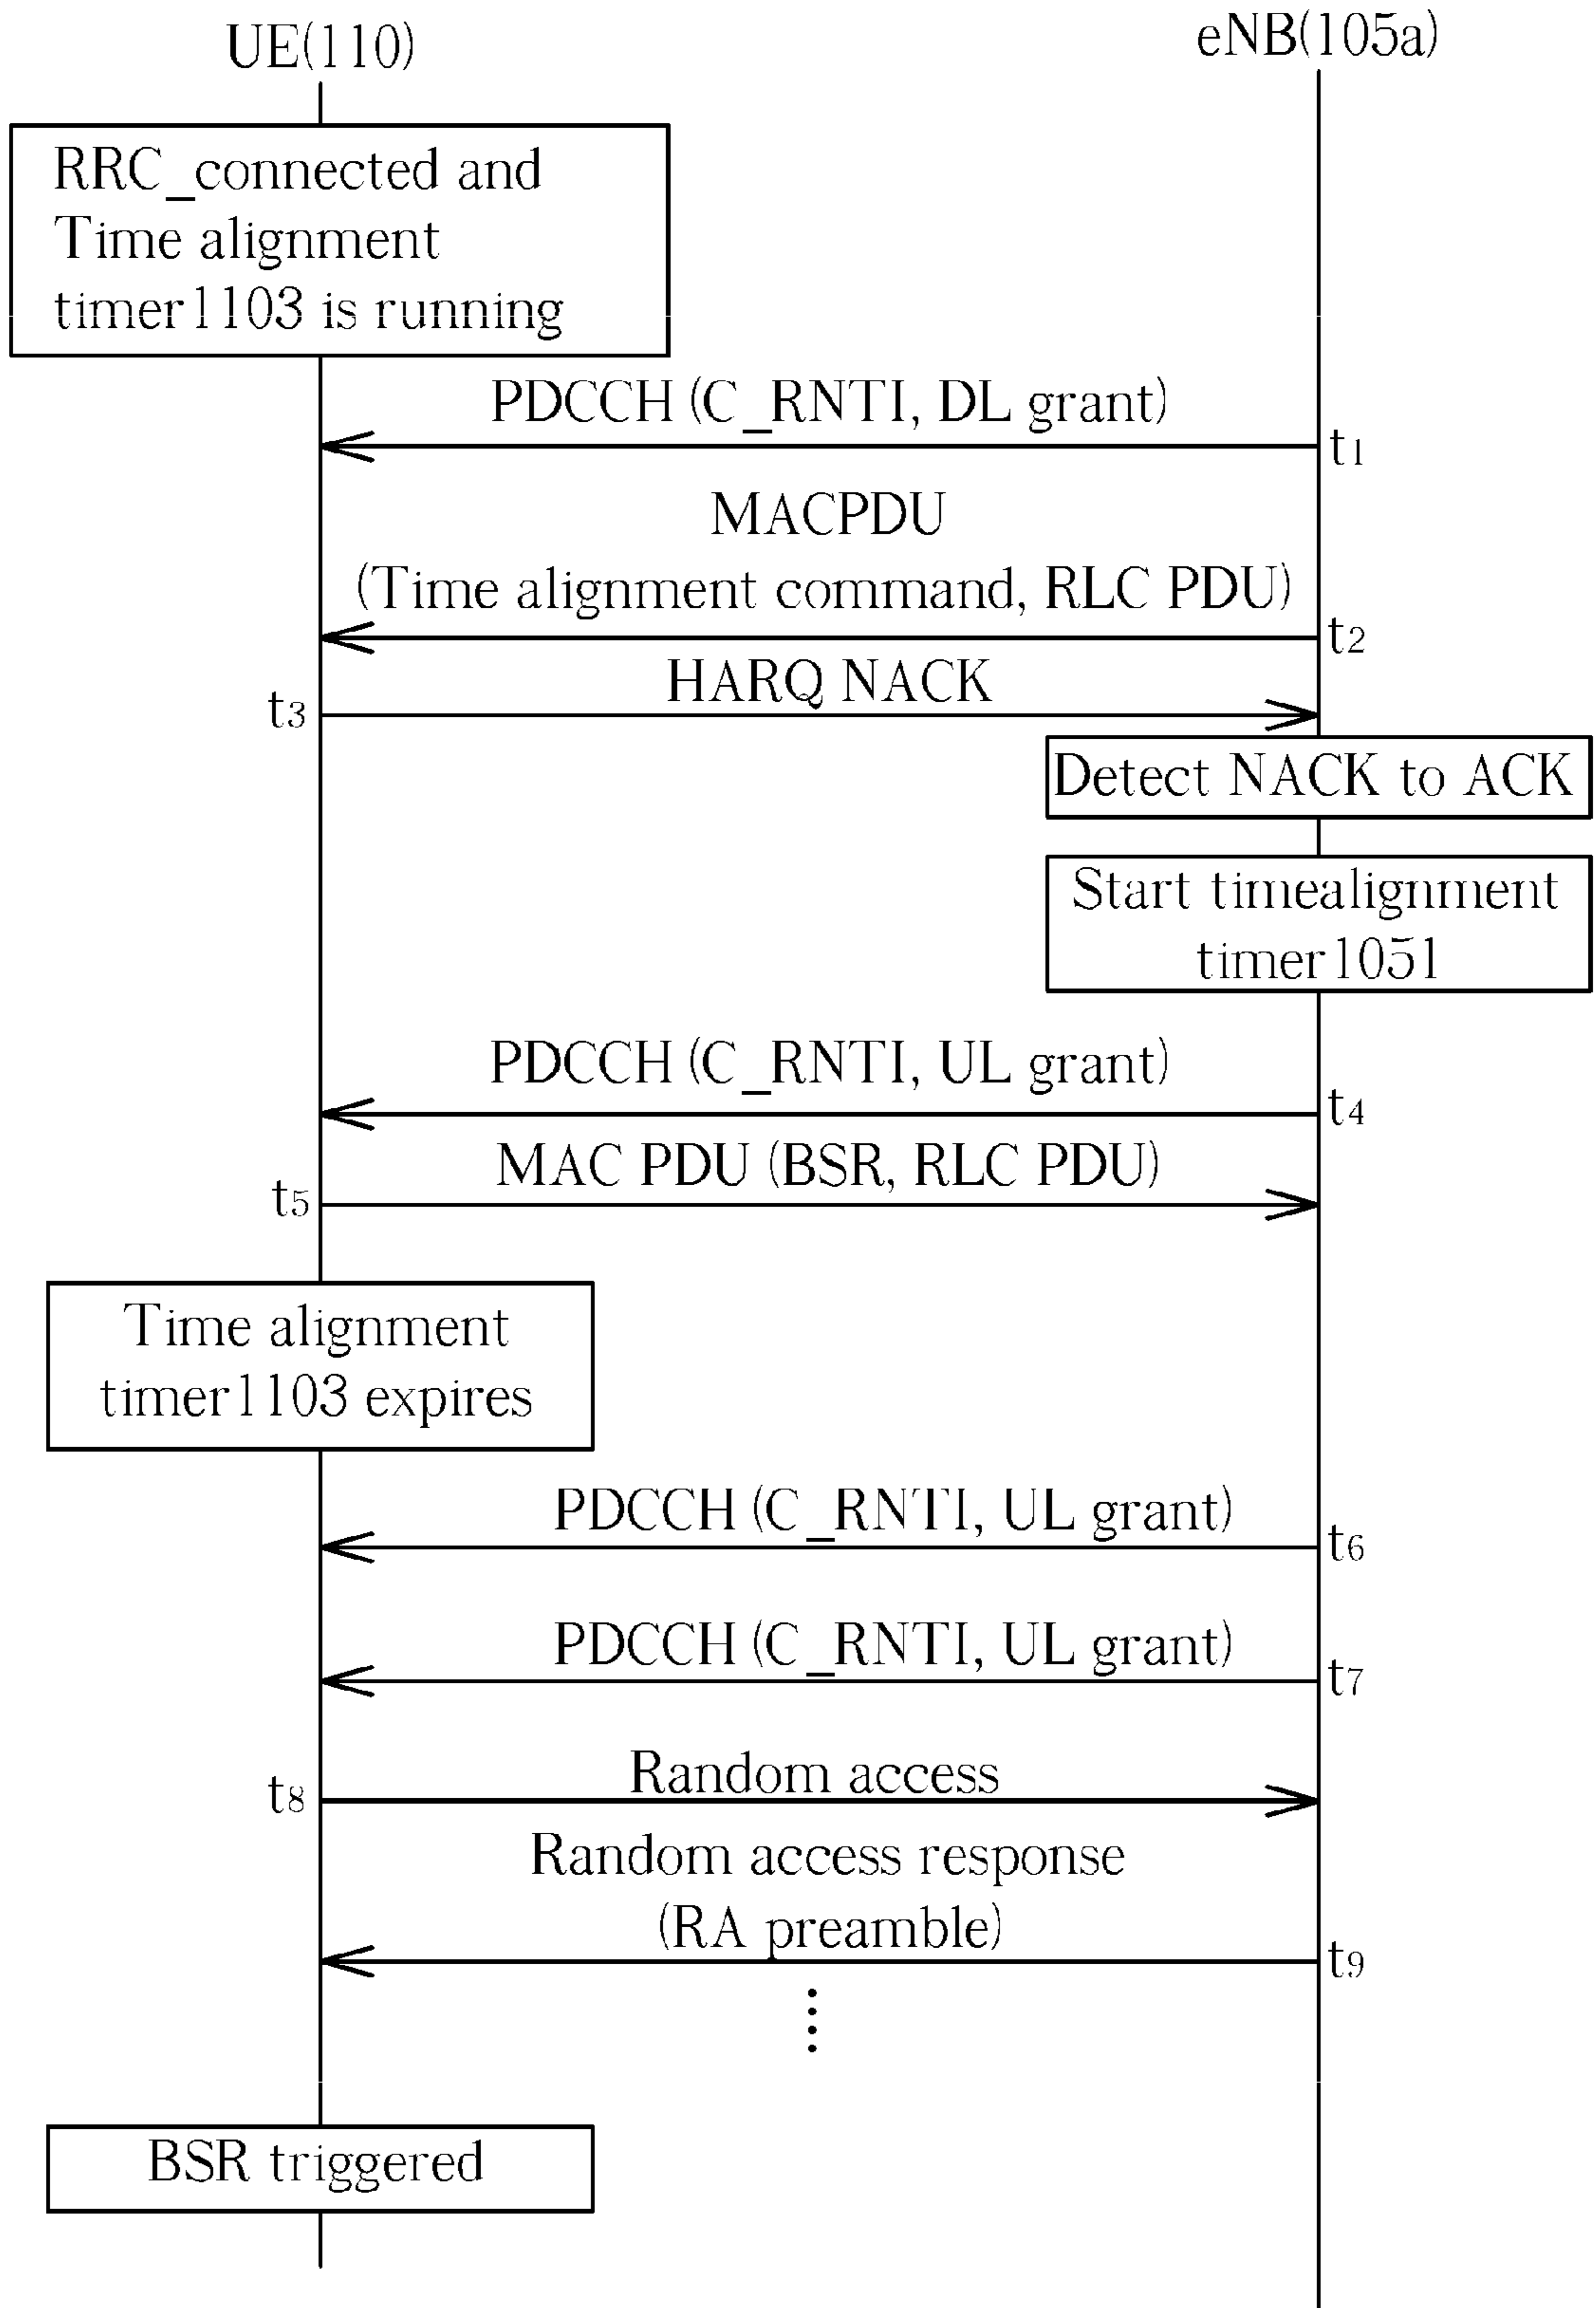 UE(110)
eNB(105a)
RRC_connected and
Time alignment
timer1103 is running
PDCCH (C_RNTI, DL grant)
t1
MACPDU
(Time alignment command, RLC PDU)
t2
HARQ NACK
t3
Detect NACK to ACK
Start timealignment
timer1051
PDCCH (C_RNTI, UL grant)
t4
MAC PDU (BSR, RLC PDU)
t5
Time alignment
timer1103 expires
PDCCH (C_RNTI, UL grant)
t6
PDCCH (C_RNTI, UL grant)
t7
Random access
t8
Random access response
(RA preamble)
t9
BSR triggered